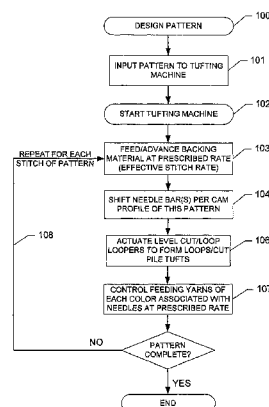 DESIGN PATTERN
100
INPUT PATTERN TO TUFTING
MACHINE
101
START TUFTING MACHINE
102
REPEAT FOR EACH
STITCH OF PATTERN
FEED/ADVANCE BACKING
MATERIAL AT PRESCRIBED RATE
(EFFECTIVE STITCH RATE)
103
SHIFT NEEDLE BAR(S) PER CAM
PROFILE OF THIS PATTERN
104
108
ACTUATE LEVEL CUT/LOOP
LOOPERS TO FORM LOOPS/CUT
PILE TUFTS
106
CONTROL FEEDING YARNS OF
EACH COLOR ASSOCIATED WITH
NEEDLES AT PRESCRIBED RATE
107
NO
PATTERN
COMPLETE?
YES
END